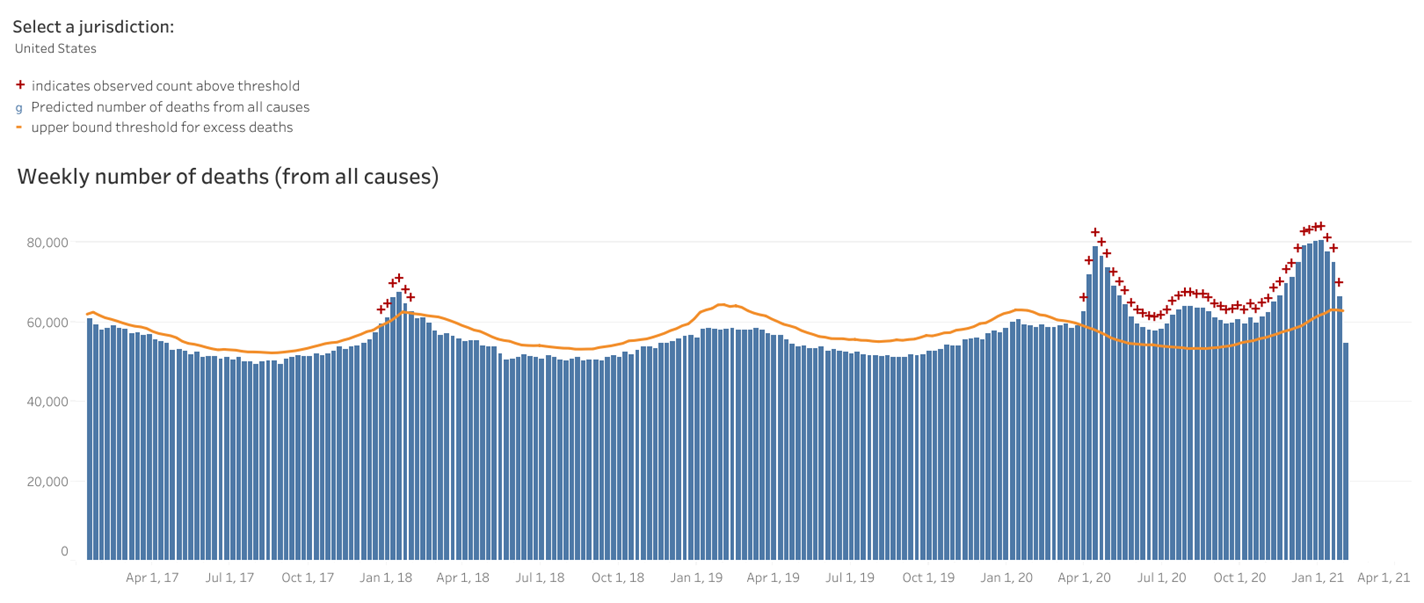 Select a jurisdiction:
United States
+ indicates observed count above threshold
g Predicted number of deaths from all causes
- upper bound threshold for excess deaths
Weekly number of deaths (from all causes)
80,000
60,000
40,000
20,000
0
Apr 1, 17 Jul 1, 17 Oct 1, 17 Jan 1, 18 Apr 1, 18 Jul 1, 18 Oct 1, 18 Jan 1, 19 Apr 1, 19 Jul 1, 19 Oct 1, 19 Jan 1, 20 Apr 1, 20 Jul 1, 20 Oct 1, 20 Jan 1, 21 Apr 1, 21